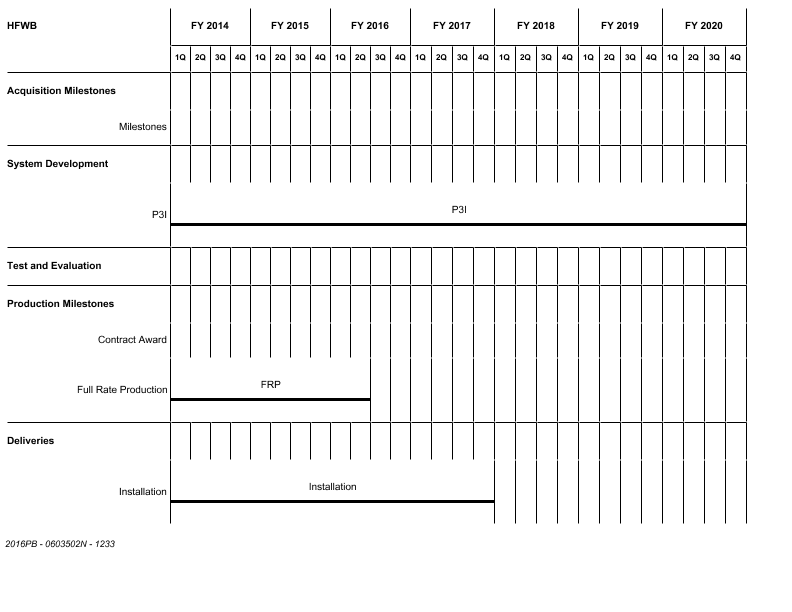 HFWB FY 2014 FY 2015 FY 2016 FY 2017 FY 2018 FY 2019 FY 2020
1Q 2Q 3Q 4Q 1Q 2Q 3Q 4Q 1Q 2Q 3Q 4Q 1Q 2Q 3Q 4Q 1Q 2Q 3Q 4Q 1Q 2Q 3Q 4Q 1Q 2Q 3Q 4Q
Acquisition Milestones
Milestones
System Development
P3I P3I
Test and Evaluation
Production Milestones
Contract Award
Full Rate Production FRP
Deliveries
Installation Installation
2016PB - 0603502N - 1233